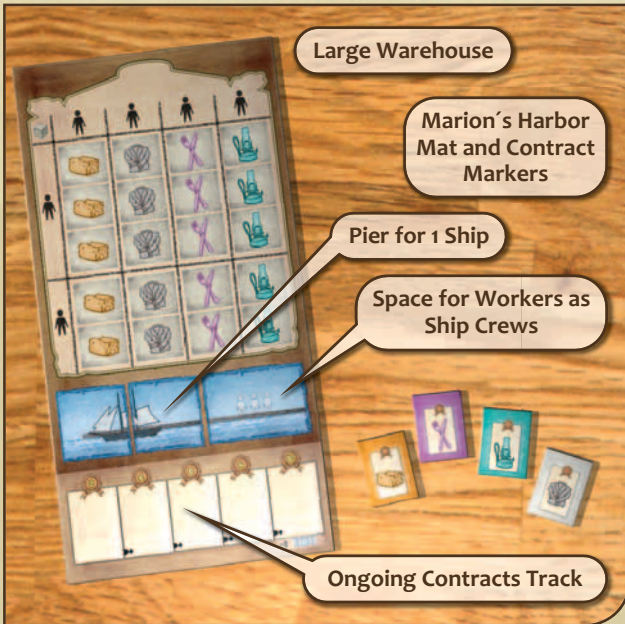 Large Warehouse
Marion´s Harbor
Mat and Contract
Markers
Pier for 1 Ship
Space for Workers as
Ship Crews
Ongoing Contracts Track